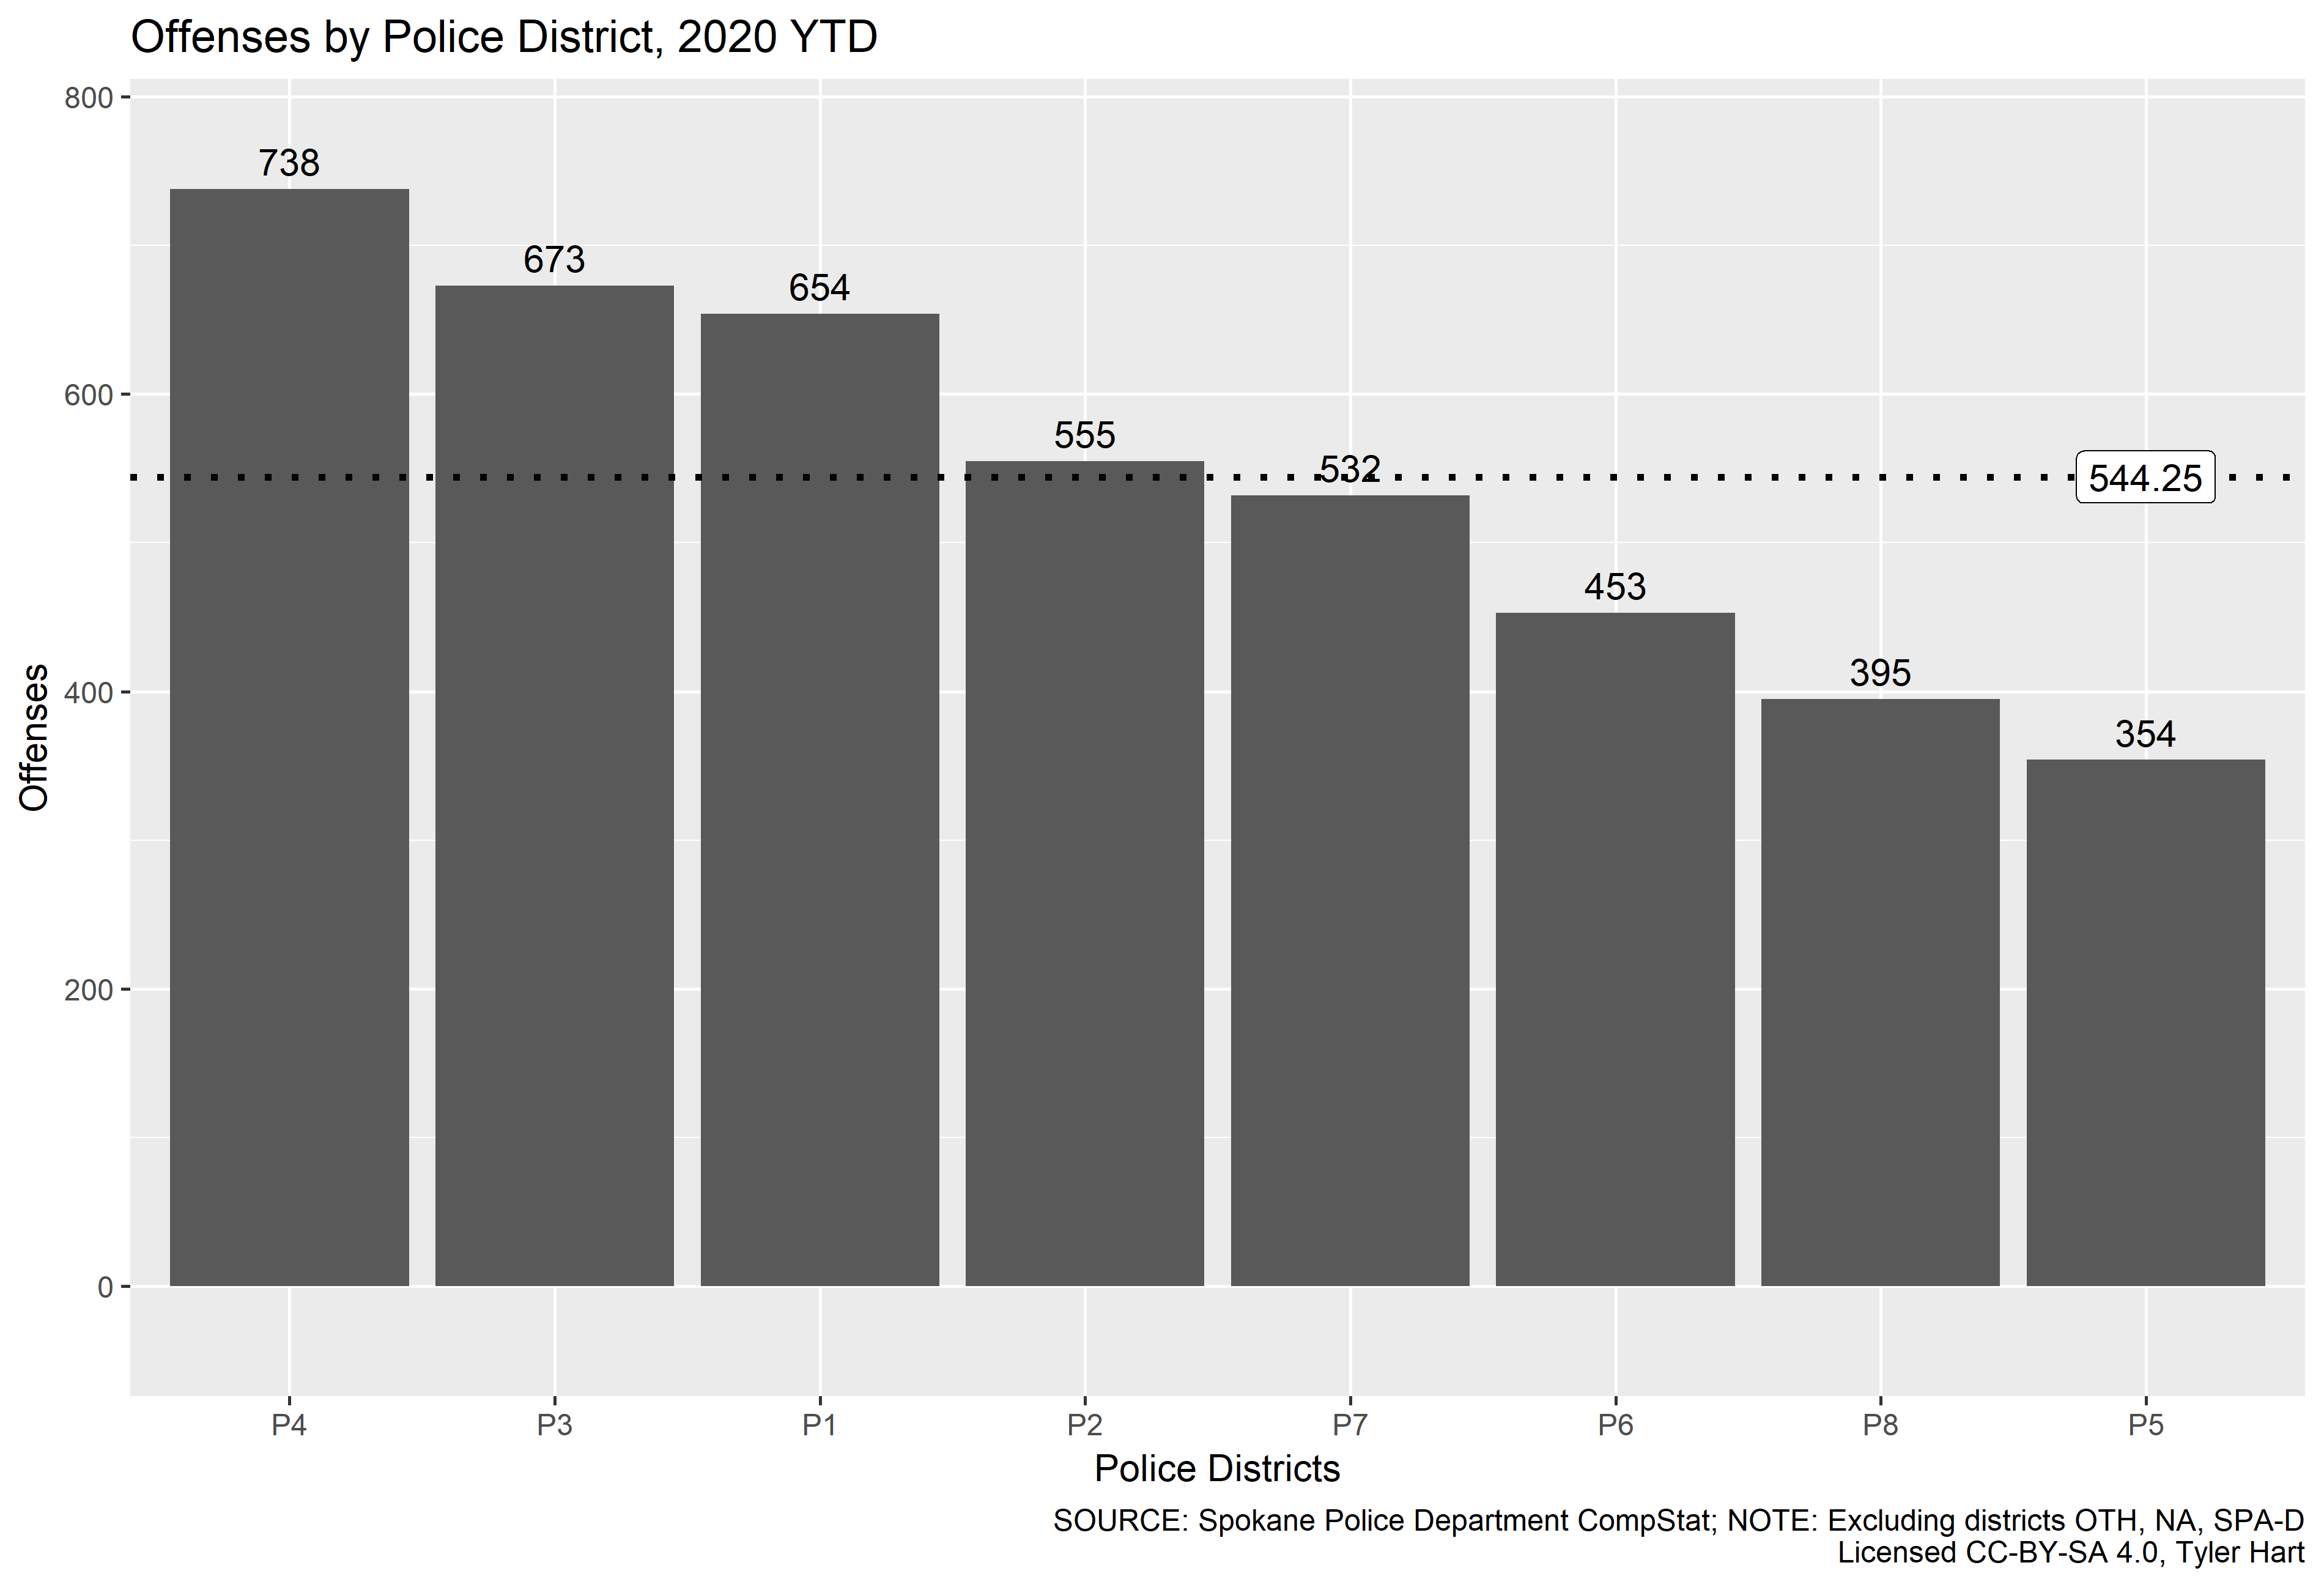 Offenses by Police District, 2020 YTD
800
600
400
200
0
Offenses
738
673
654
555
532
453
395
354
544.25
P4
P3
P1
P2
P7
P6
P8
P5
Police Districts
SOURCE: Spokane Police Department CompStat; NOTE: Excluding districts OTH, NA, SPA-D
Licensed CC-BY-SA 4.0, Tyler Hart